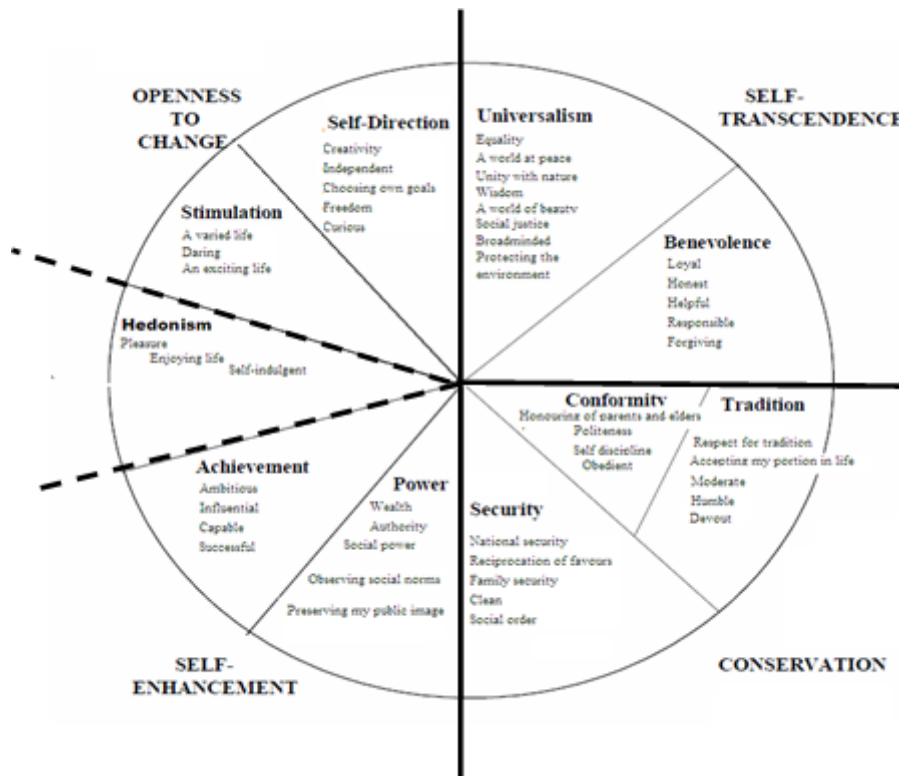 OPENNESS
TO
CHANGE
Self-Direction
Creativity
Independent
Choosing own goals
Freedom
Curious
Universalism
Equality
A world at peace
Unity with nature
Wisdom
A world of beauty
Social justice
Broadminded
Protecting the
environment
SELF-
TRANSCENDENCE
Stimulation
A varied life
Daring
An exciting life
Benevolence
Loyal
Honest
Helpful
Responsible
Forgiving
Hedonism
Pleasure
Enjoying life
Self-indulgent
Conformity
Honouring of parents and elders
Politeness
Self discipline
Obedient
Tradition
Respect for tradition
Accepting my portion in life
Moderate
Humble
Devout
Achievement
Ambitious
Influential
Capable
Successful
Power
Wealth
Authority
Social power
Observing social norms
Preserving my public image
Security
National security
Reciprocation of favours
Family security
Clean
Social order
SELF-
ENHANCEMENT
CONSERVATION